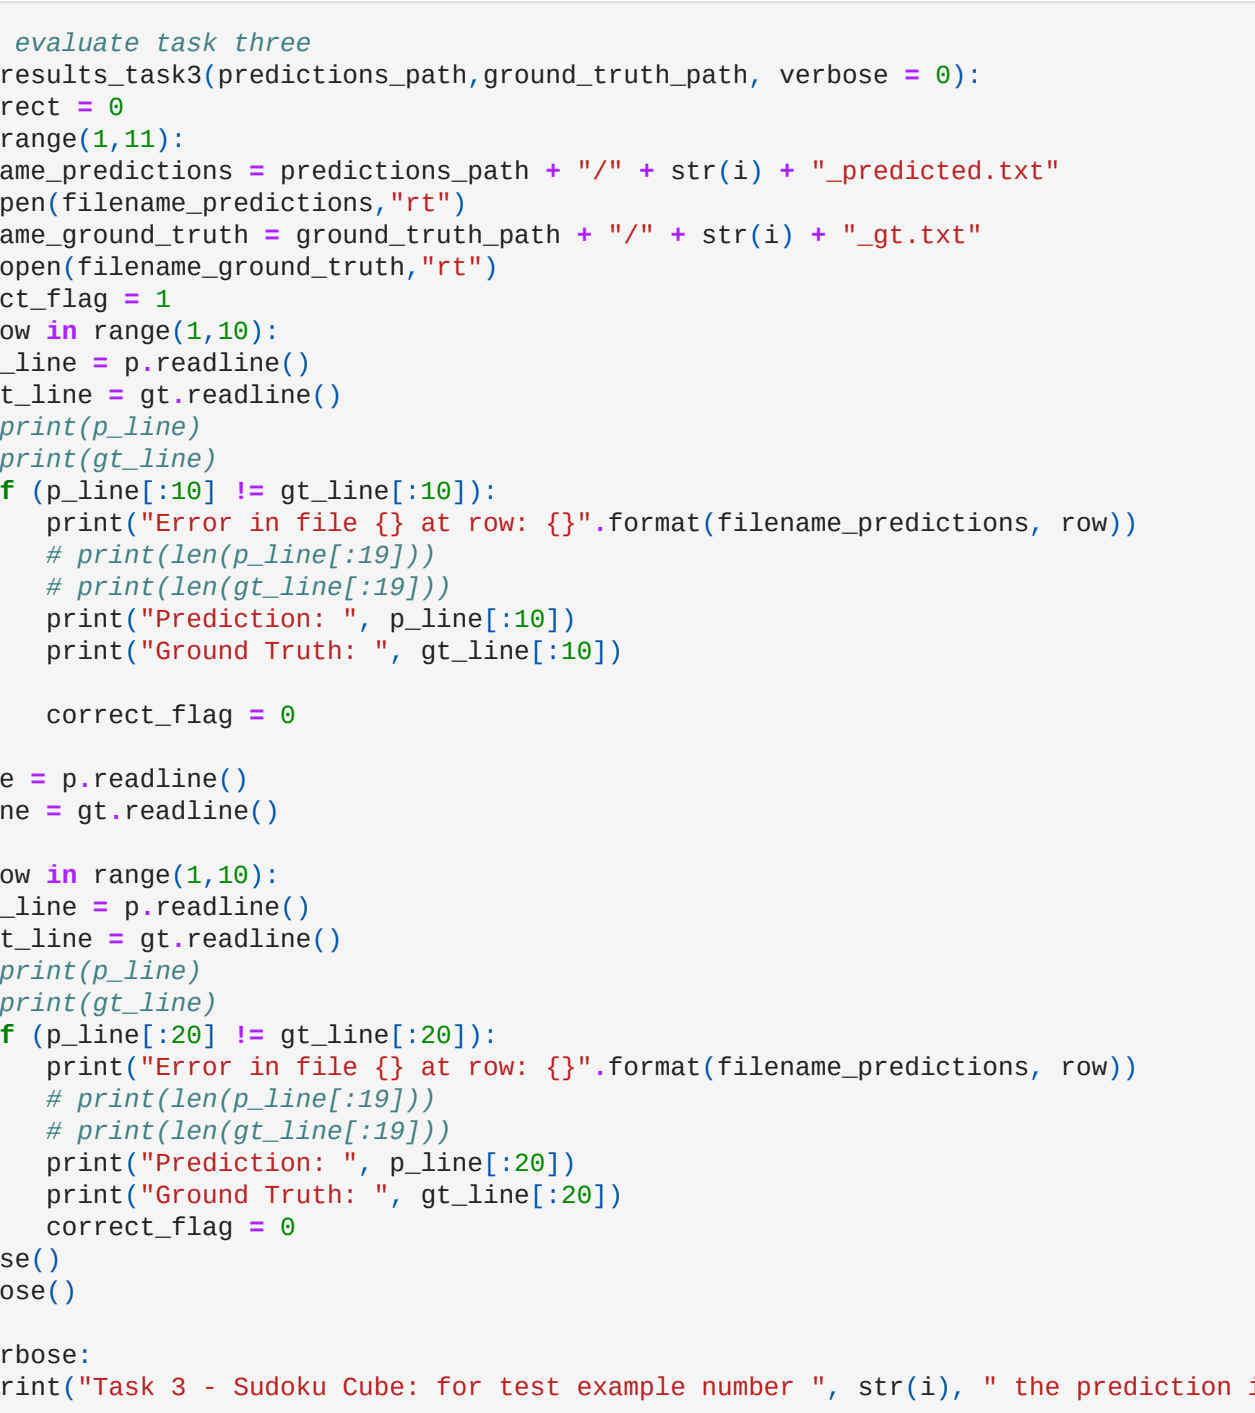 evaluate task three
results_task3(predictions_path,ground_truth_path, verbose = 0):
rect = 0
range(1,11):
ame_predictions = predictions_path + "/" + str(i) + "_predicted.txt"
pen(filename_predictions,"rt")
ame_ground_truth = ground_truth_path + "/" + str(i) + "_gt.txt"
open(filename_ground_truth,"rt")
ct_flag = 1
ow in range(1,10):
_line = p.readline()
t_line = gt.readline()
print(p_line)
print(gt_line)
f (p_line[:10] != gt_line[:10]):
print("Error in file {} at row: {}".format(filename_predictions, row))
# print(len(p_line[:19]))
# print(len(gt_line[:19]))
print("Prediction: ", p_line[:10])
print("Ground Truth: ", gt_line[:10])
correct_flag = 0
e = p.readline()
ne = gt.readline()
ow in range(1,10):
_line = p.readline()
t_line = gt.readline()
print(p_line)
print(gt_line)
f (p_line[:20] != gt_line[:20]):
print("Error in file {} at row: {}".format(filename_predictions, row))
# print(len(p_line[:19]))
# print(len(gt_line[:19]))
print("Prediction: ", p_line[:20])
print("Ground Truth: ", gt_line[:20])
correct_flag = 0
se()
ose()
rbose:
rint("Task 3 - Sudoku Cube: for test example number ", str(i), " the prediction i